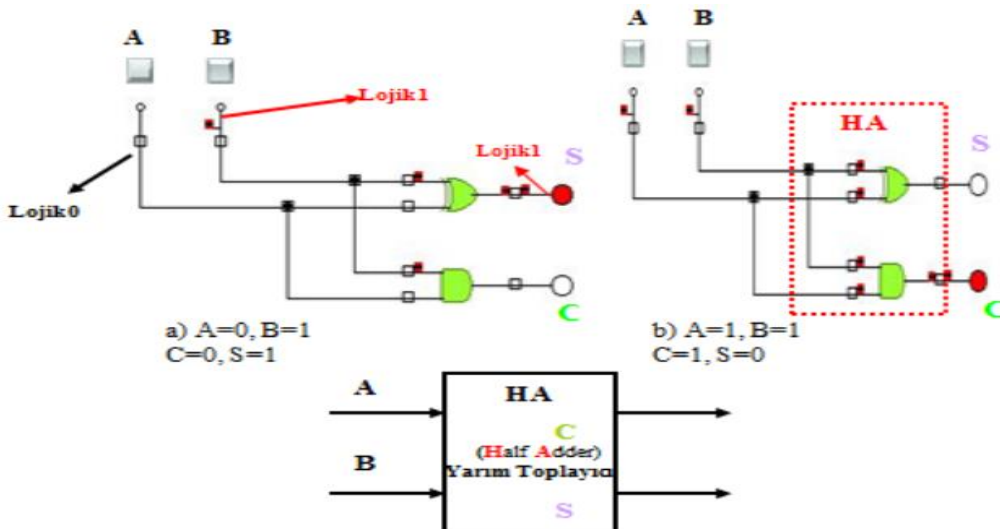 A B
Lojik1
Lojik1
S
Lojik0
C
a) A=0, B=1
C=0, S=1
A B
HA
S
C
b) A=1, B=1
C=1, S=0
A
B
HA
C
(Half Adder)
Yarım Toplayıcı
S